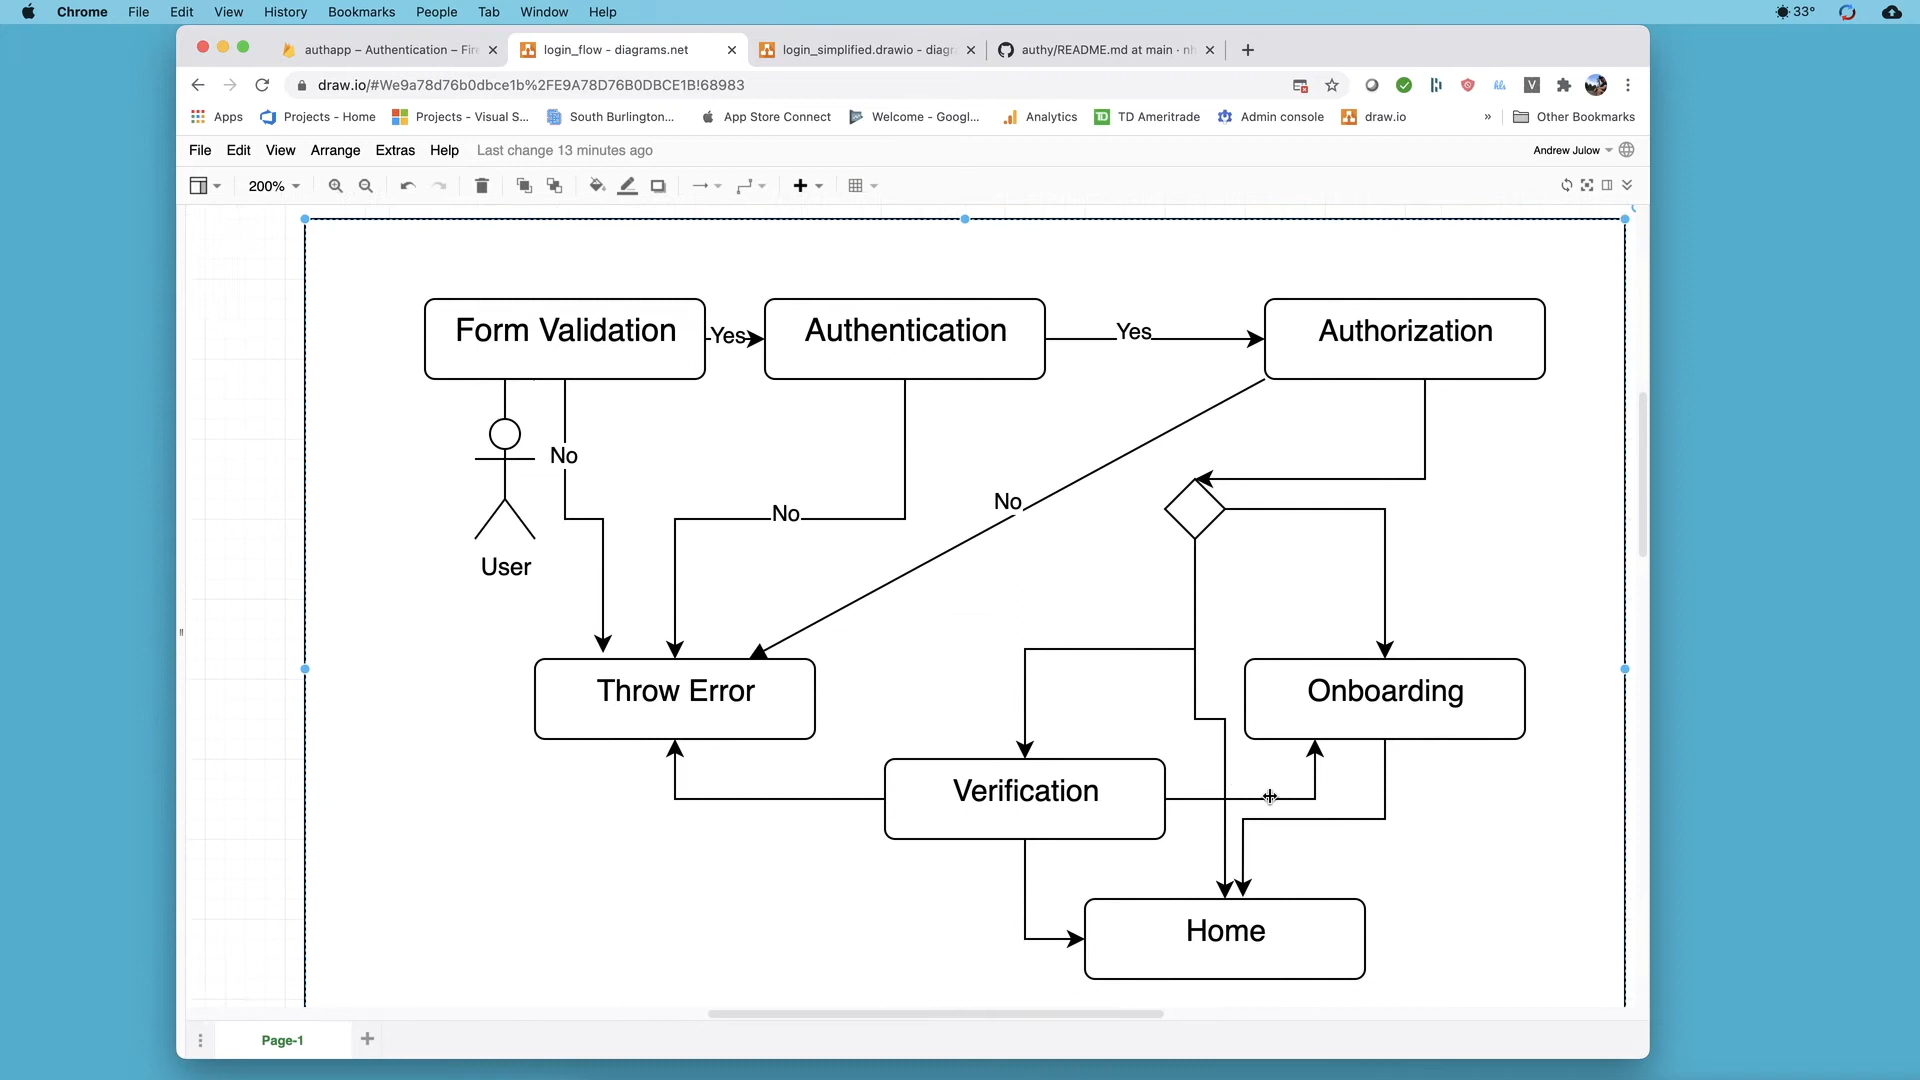 Chrome File Edit View History Bookmarks People Tab Window Help 33°
authapp – Authentication – Fire login_flow - diagrams.net login_simplified.drawio - diagr authy/README.md at main · nh
draw.io/#We9a78d76b0dbce1b%2FE9A78D76B0DBCE1B!68983
Apps Projects - Home Projects - Visual S... South Burlington... App Store Connect Welcome - Googl... Analytics TD Ameritrade Admin console draw.io » Other Bookmarks
File Edit View Arrange Extras Help Last change 13 minutes ago Andrew Julow
200%
Form Validation
Yes
Authentication
Yes
Authorization
No
No
No
User
Throw Error
Onboarding
Verification
Home
Page-1